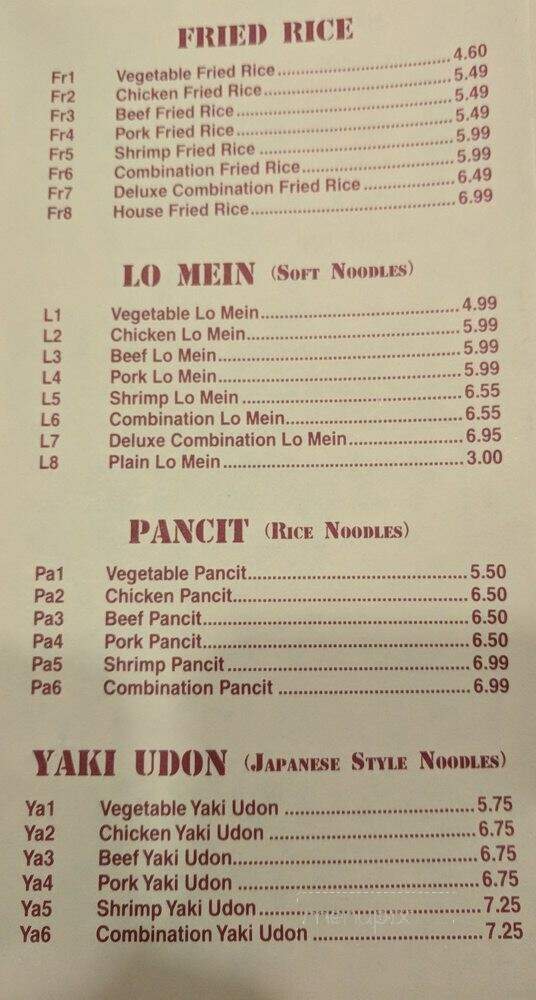 FRIED RICE
Fr1 Vegetable Fried Rice 4.60
Fr2 Chicken Fried Rice 5.49
Fr3 Beef Fried Rice 5.49
Fr4 Pork Fried Rice 5.49
Fr5 Shrimp Fried Rice 5.99
Fr6 Combination Fried Rice 5.99
Fr7 Deluxe Combination Fried Rice 6.49
Fr8 House Fried Rice 6.99
LO MEIN (SOFT NOODLES)
L1 Vegetable Lo Mein 4.99
L2 Chicken Lo Mein 5.99
L3 Beef Lo Mein 5.99
L4 Pork Lo Mein 5.99
L5 Shrimp Lo Mein 6.55
L6 Combination Lo Mein 6.55
L7 Deluxe Combination Lo Mein 6.95
L8 Plain Lo Mein 3.00
PANCIT (RICE NOODLES)
Pa1 Vegetable Pancit 5.50
Pa2 Chicken Pancit 6.50
Pa3 Beef Pancit 6.50
Pa4 Pork Pancit 6.50
Pa5 Shrimp Pancit 6.99
Pa6 Combination Pancit 6.99
YAKI UDON (JAPANESE STYLE NOODLES)
Ya1 Vegetable Yaki Udon 5.75
Ya2 Chicken Yaki Udon 6.75
Ya3 Beef Yaki Udon 6.75
Ya4 Pork Yaki Udon 6.75
Ya5 Shrimp Yaki Udon 7.25
Ya6 Combination Yaki Udon 7.25
menupix